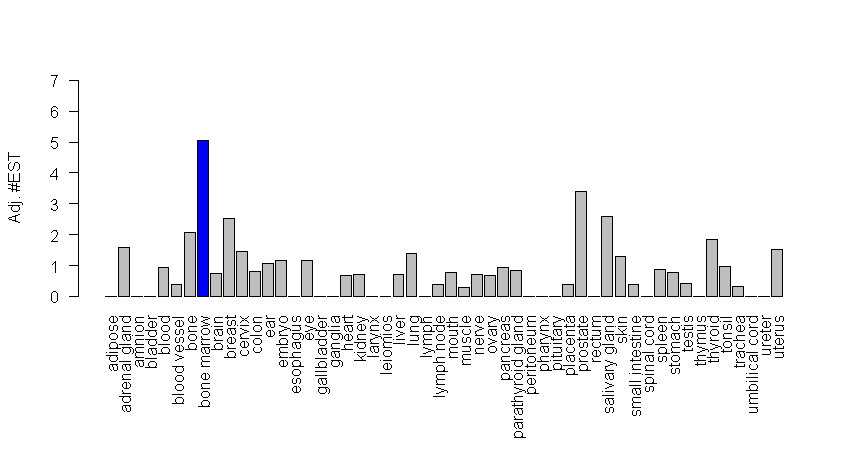 7
6
5
4
3
2
1
0
Adj. #EST
adipose
adrenal gland
amnion
bladder
blood
blood vessel
bone
bone marrow
brain
breast
cervix
colon
ear
embryo
esophagus
eye
gallbladder
ganglia
heart
kidney
larynx
leiomios
liver
lung
lymph
lymph node
mouth
muscle
nerve
ovary
pancreas
parathyroid gland
peritoneum
pharynx
pituitary
placenta
prostate
rectum
salivary gland
skin
small intestine
spinal cord
spleen
stomach
testis
thymus
thyroid
tonsil
trachea
umbilical cord
ureter
uterus